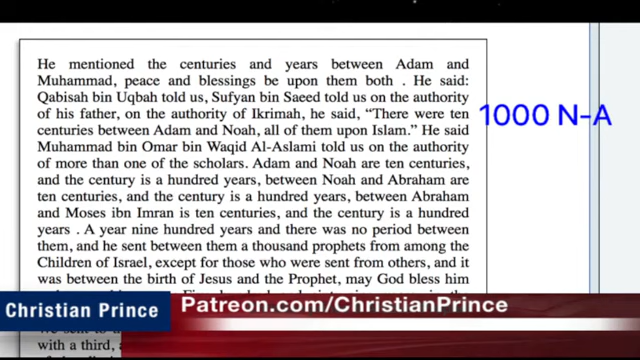 He mentioned the centuries and years between Adam and
Muhammad, peace and blessings be upon them both . He said:
Qabisah bin Uqbah told us, Sufyan bin Saeed told us on the authority
of his father, on the authority of Ikrimah, he said, "There were ten
centuries between Adam and Noah, all of them upon Islam." He said
Muhammad bin Omar bin Waqid Al-Aslami told us on the authority
of more than one of the scholars. Adam and Noah are ten centuries,
and the century is a hundred years, between Noah and Abraham are
ten centuries, and the century is a hundred years, between Abraham
and Moses ibn Imran is ten centuries, and the century is a hundred
years . A year nine hundred years and there was no period between
them, and he sent between them a thousand prophets from among the
Children of Israel, except for those who were sent from others, and it
was between the birth of Jesus and the Prophet, may God bless him
with a third,
1000 N-A
Christian Prince
Patreon.com/ChristianPrince